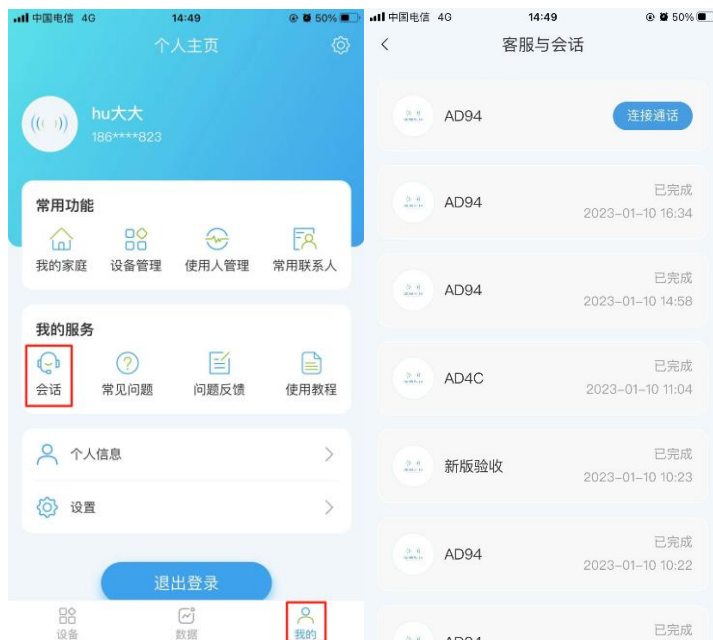 中国电信 4G 14:49 50%
个人主页
hu大大
186****823
常用功能
我的家庭 设备管理 使用人管理 常用联系人
我的服务
会话 常见问题 问题反馈 使用教程
个人信息
设置
退出登录
设备 数据 我的
中国电信 4G 14:49 50%
客服与会话
AD94 连接通话
已完成
AD94
2023-01-10 16:34
已完成
AD94
2023-01-10 14:58
已完成
AD4C
2023-01-10 11:04
已完成
新版验收
2023-01-10 10:23
已完成
AD94
2023-01-10 10:22
已完成